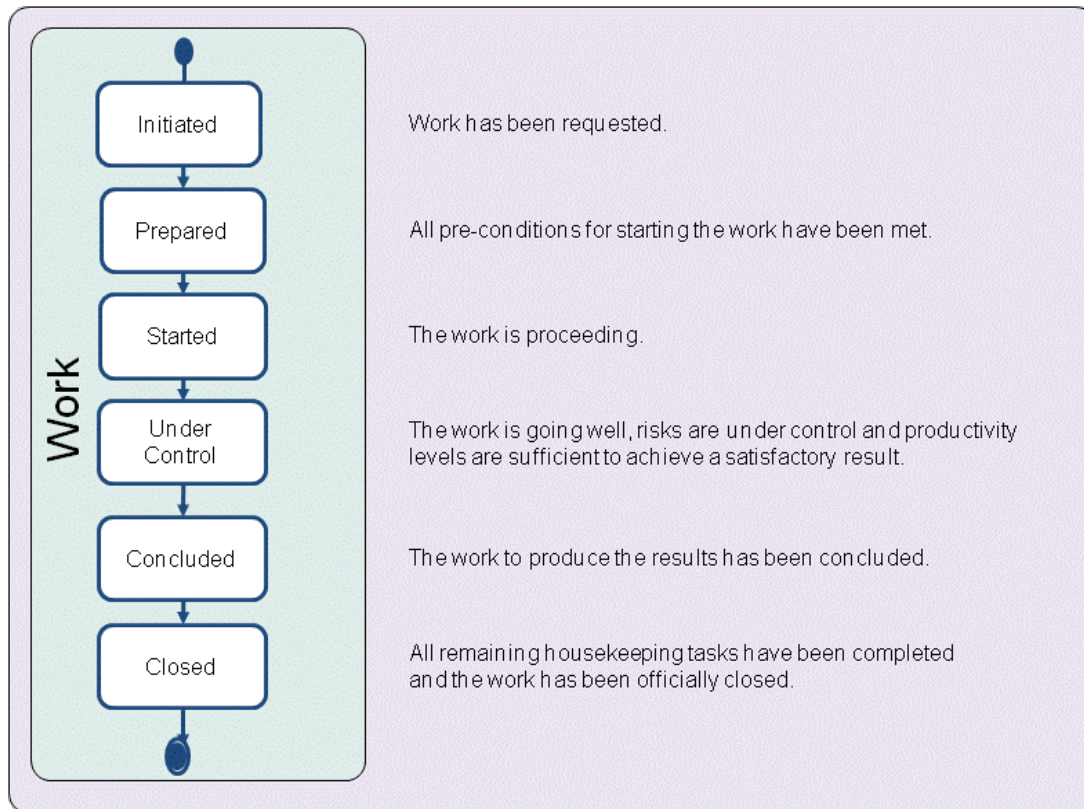 Initiated
Work has been requested.
Prepared
All pre-conditions for starting the work have been met.
Started
The work is proceeding.
Work
Under
Control
The work is going well, risks are under control and productivity
levels are sufficient to achieve a satisfactory result.
Concluded
The work to produce the results has been concluded.
Closed
All remaining housekeeping tasks have been completed
and the work has been officially closed.